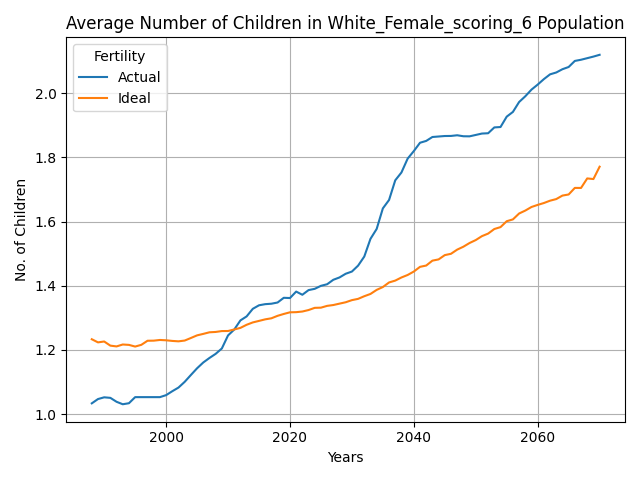 Average Number of Children in White_Female_scoring_6 Population
Fertility
Actual
Ideal
No. of Children
2.0
1.8
1.6
1.4
1.2
1.0
2000 2020 2040 2060
Years